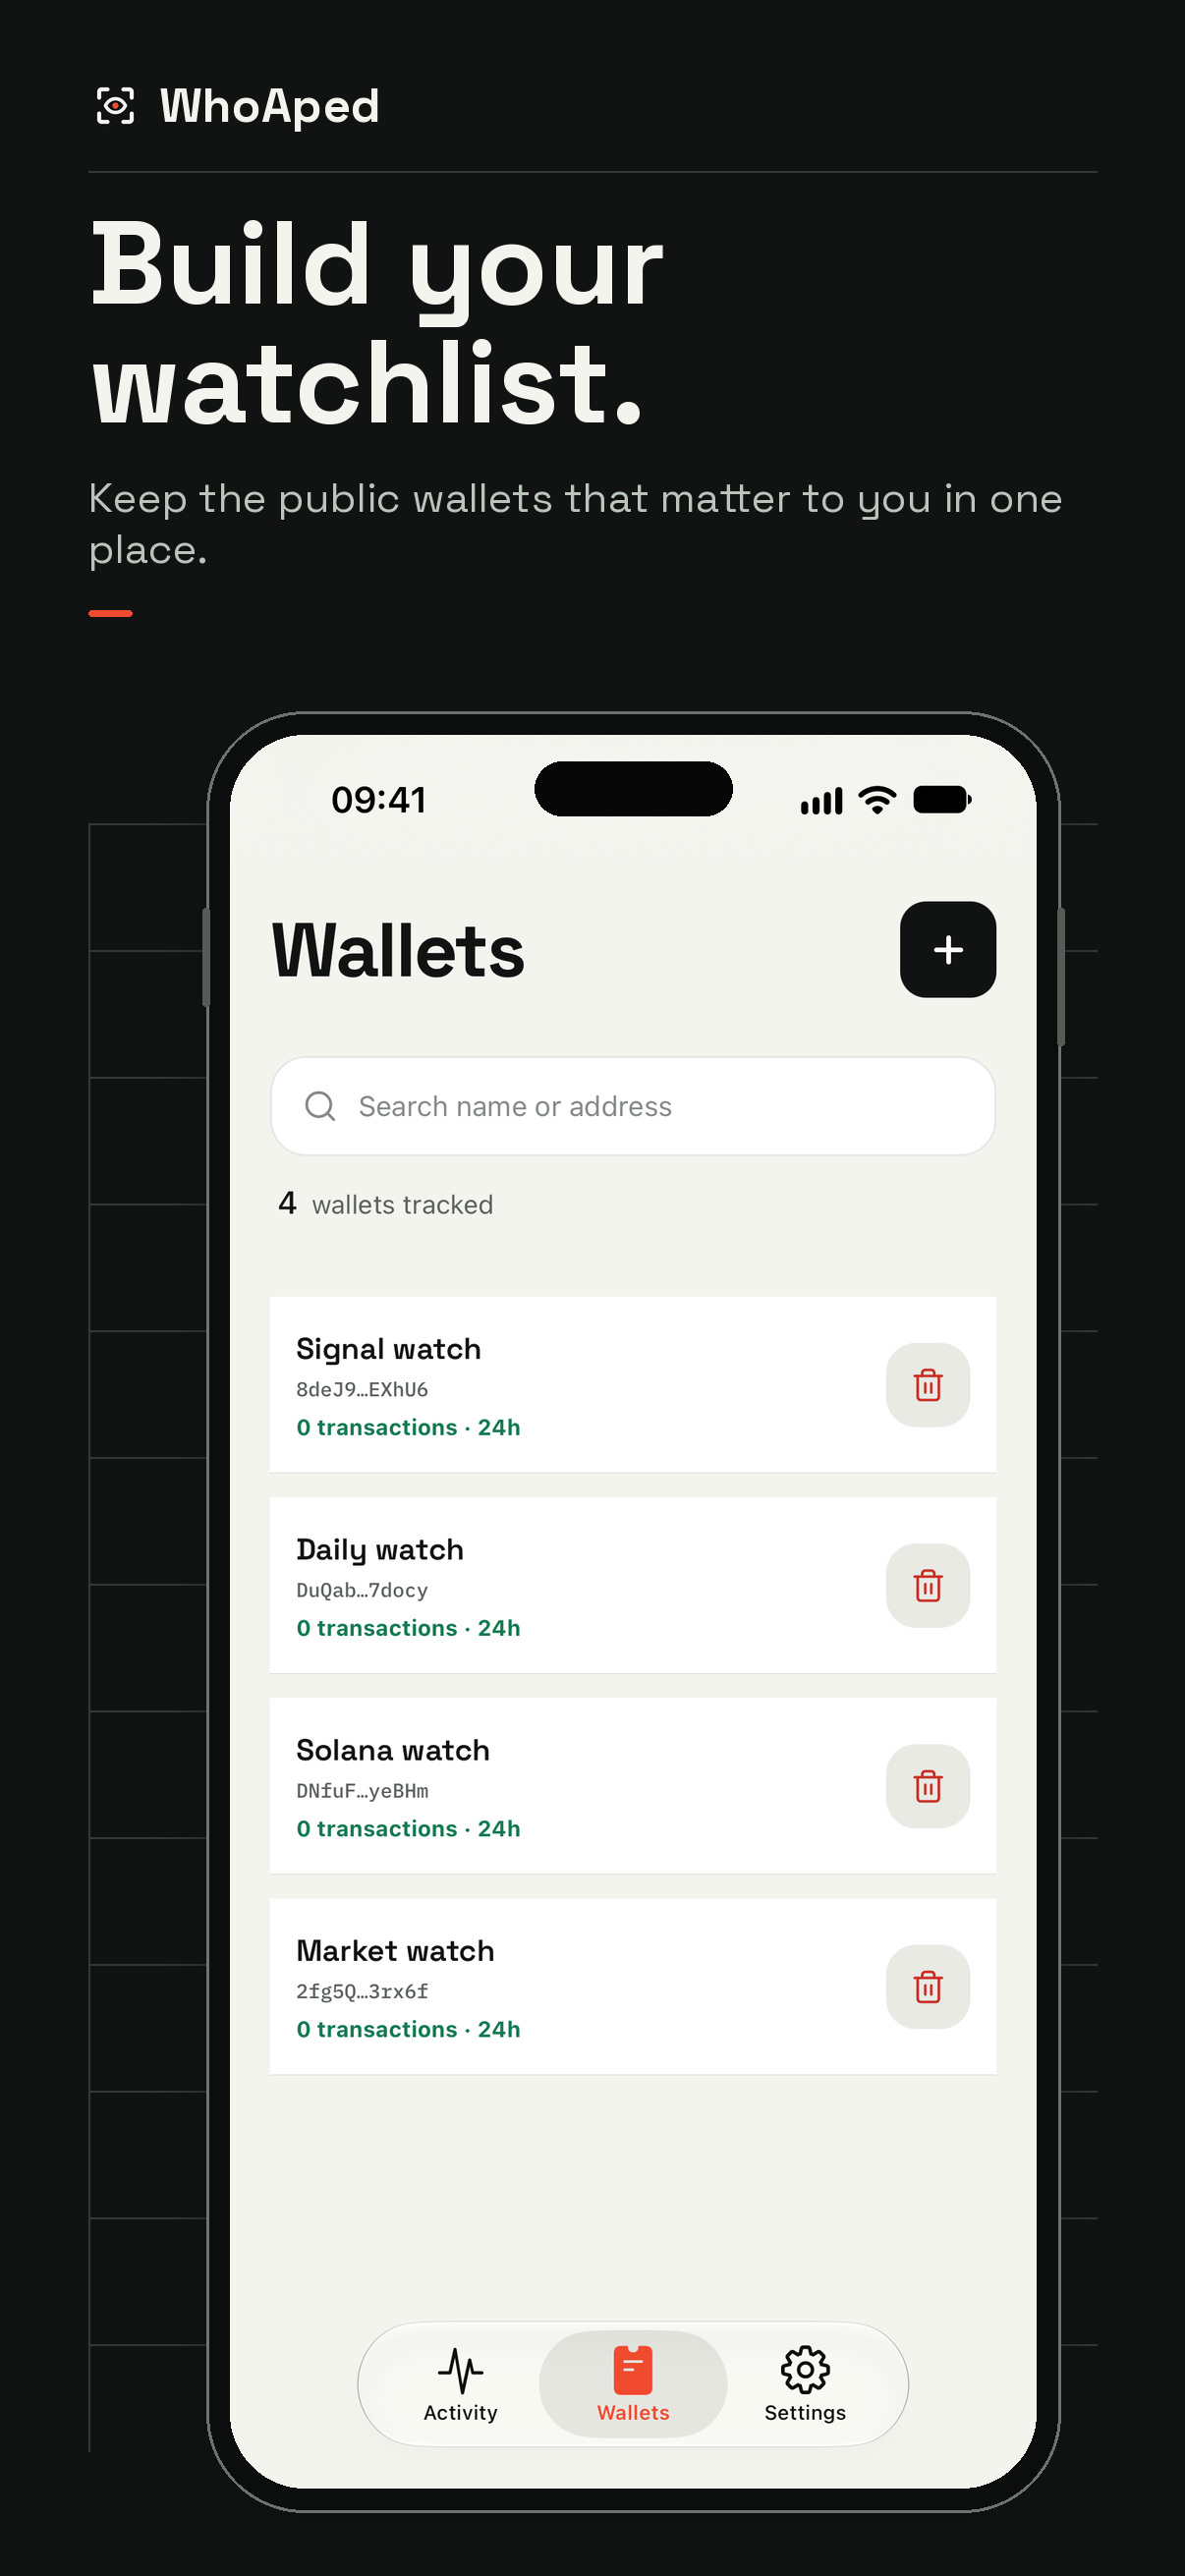 WhoAped
Build your
watchlist.
Keep the public wallets that matter to you in one
place.
09:41
Wallets
Search name or address
4 wallets tracked
Signal watch
8deJ9…EXhU6
0 transactions · 24h
Daily watch
DuQab…7docy
0 transactions · 24h
Solana watch
DNfuF…yeBHm
0 transactions · 24h
Market watch
2fg5Q…3rx6f
0 transactions · 24h
Activity Wallets Settings